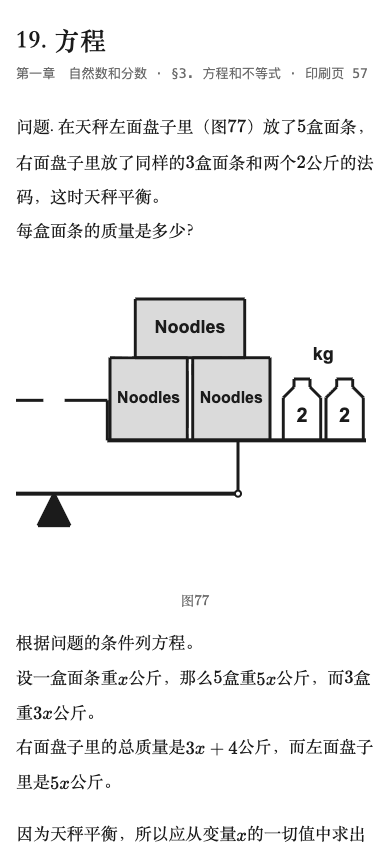 19. 方程
第一章 自然数和分数 · §3. 方程和不等式 · 印刷页 57
问题. 在天秤左面盘子里（图77）放了5盒面条，
右面盘子里放了同样的3盒面条和两个2公斤的法
码，这时天秤平衡。
每盒面条的质量是多少?
Noodles
kg
Noodles
Noodles
2
2
图77
根据问题的条件列方程。
设一盒面条重x公斤，那么5盒重5x公斤，而3盒
重3x公斤。
右面盘子里的总质量是3x + 4公斤，而左面盘子
里是5x公斤。
因为天秤平衡，所以应从变量x的一切值中求出